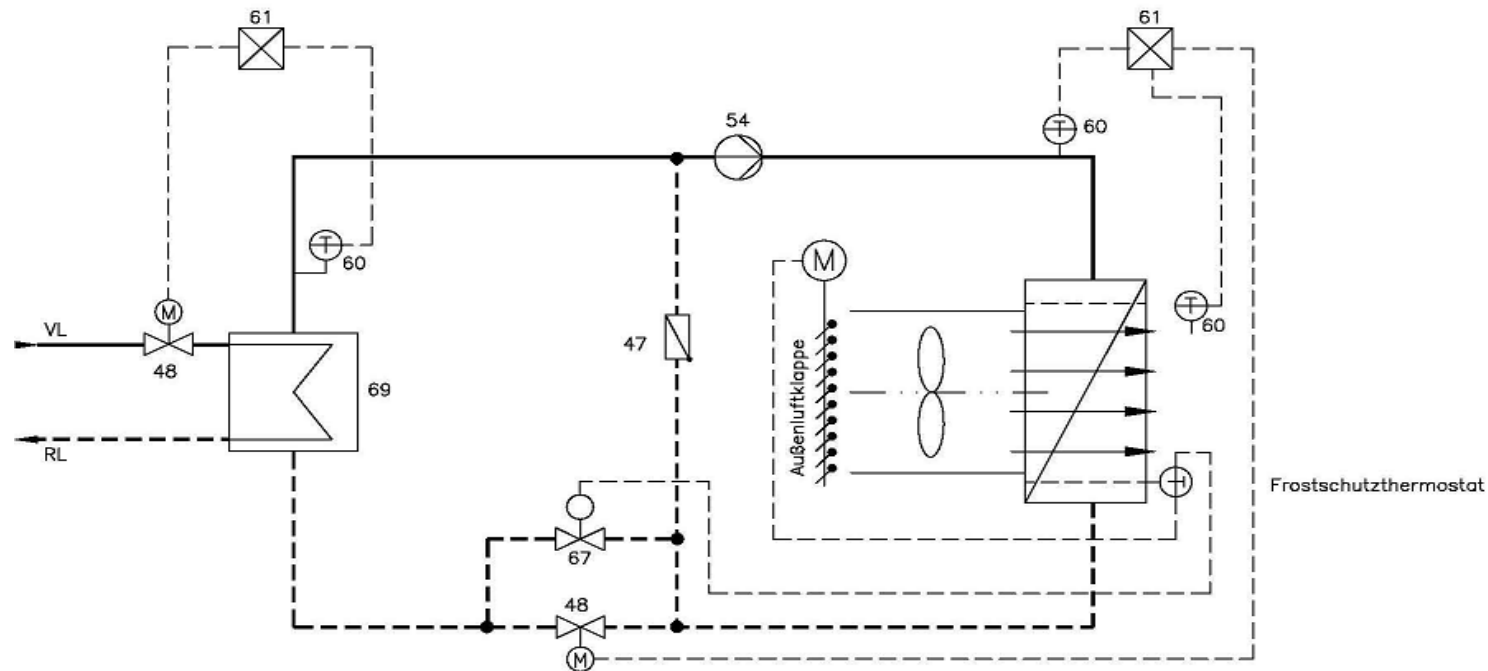 61
61
54
60
T
T
60
M
T
60
M
VL
48
47
69
Außenluftklappe
RL
T
Frostschutzthermostat
67
48
M